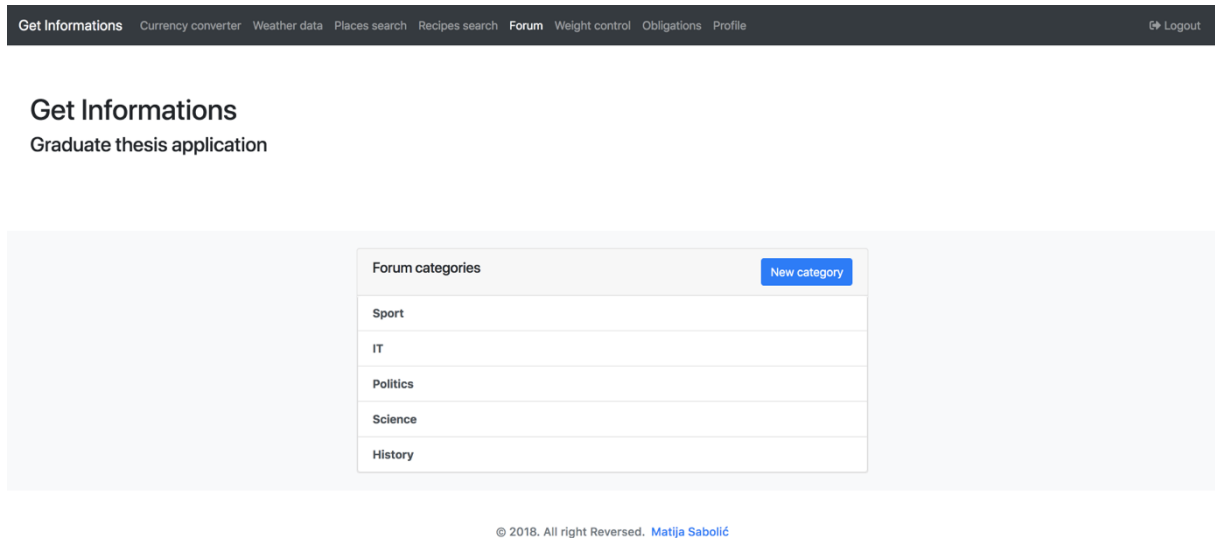 Get Informations Currency converter Weather data Places search Recipes search Forum Weight control Obligations Profile Logout
Get Informations
Graduate thesis application
Forum categories New category
Sport
IT
Politics
Science
History
© 2018. All right Reversed. Matija Sabolić